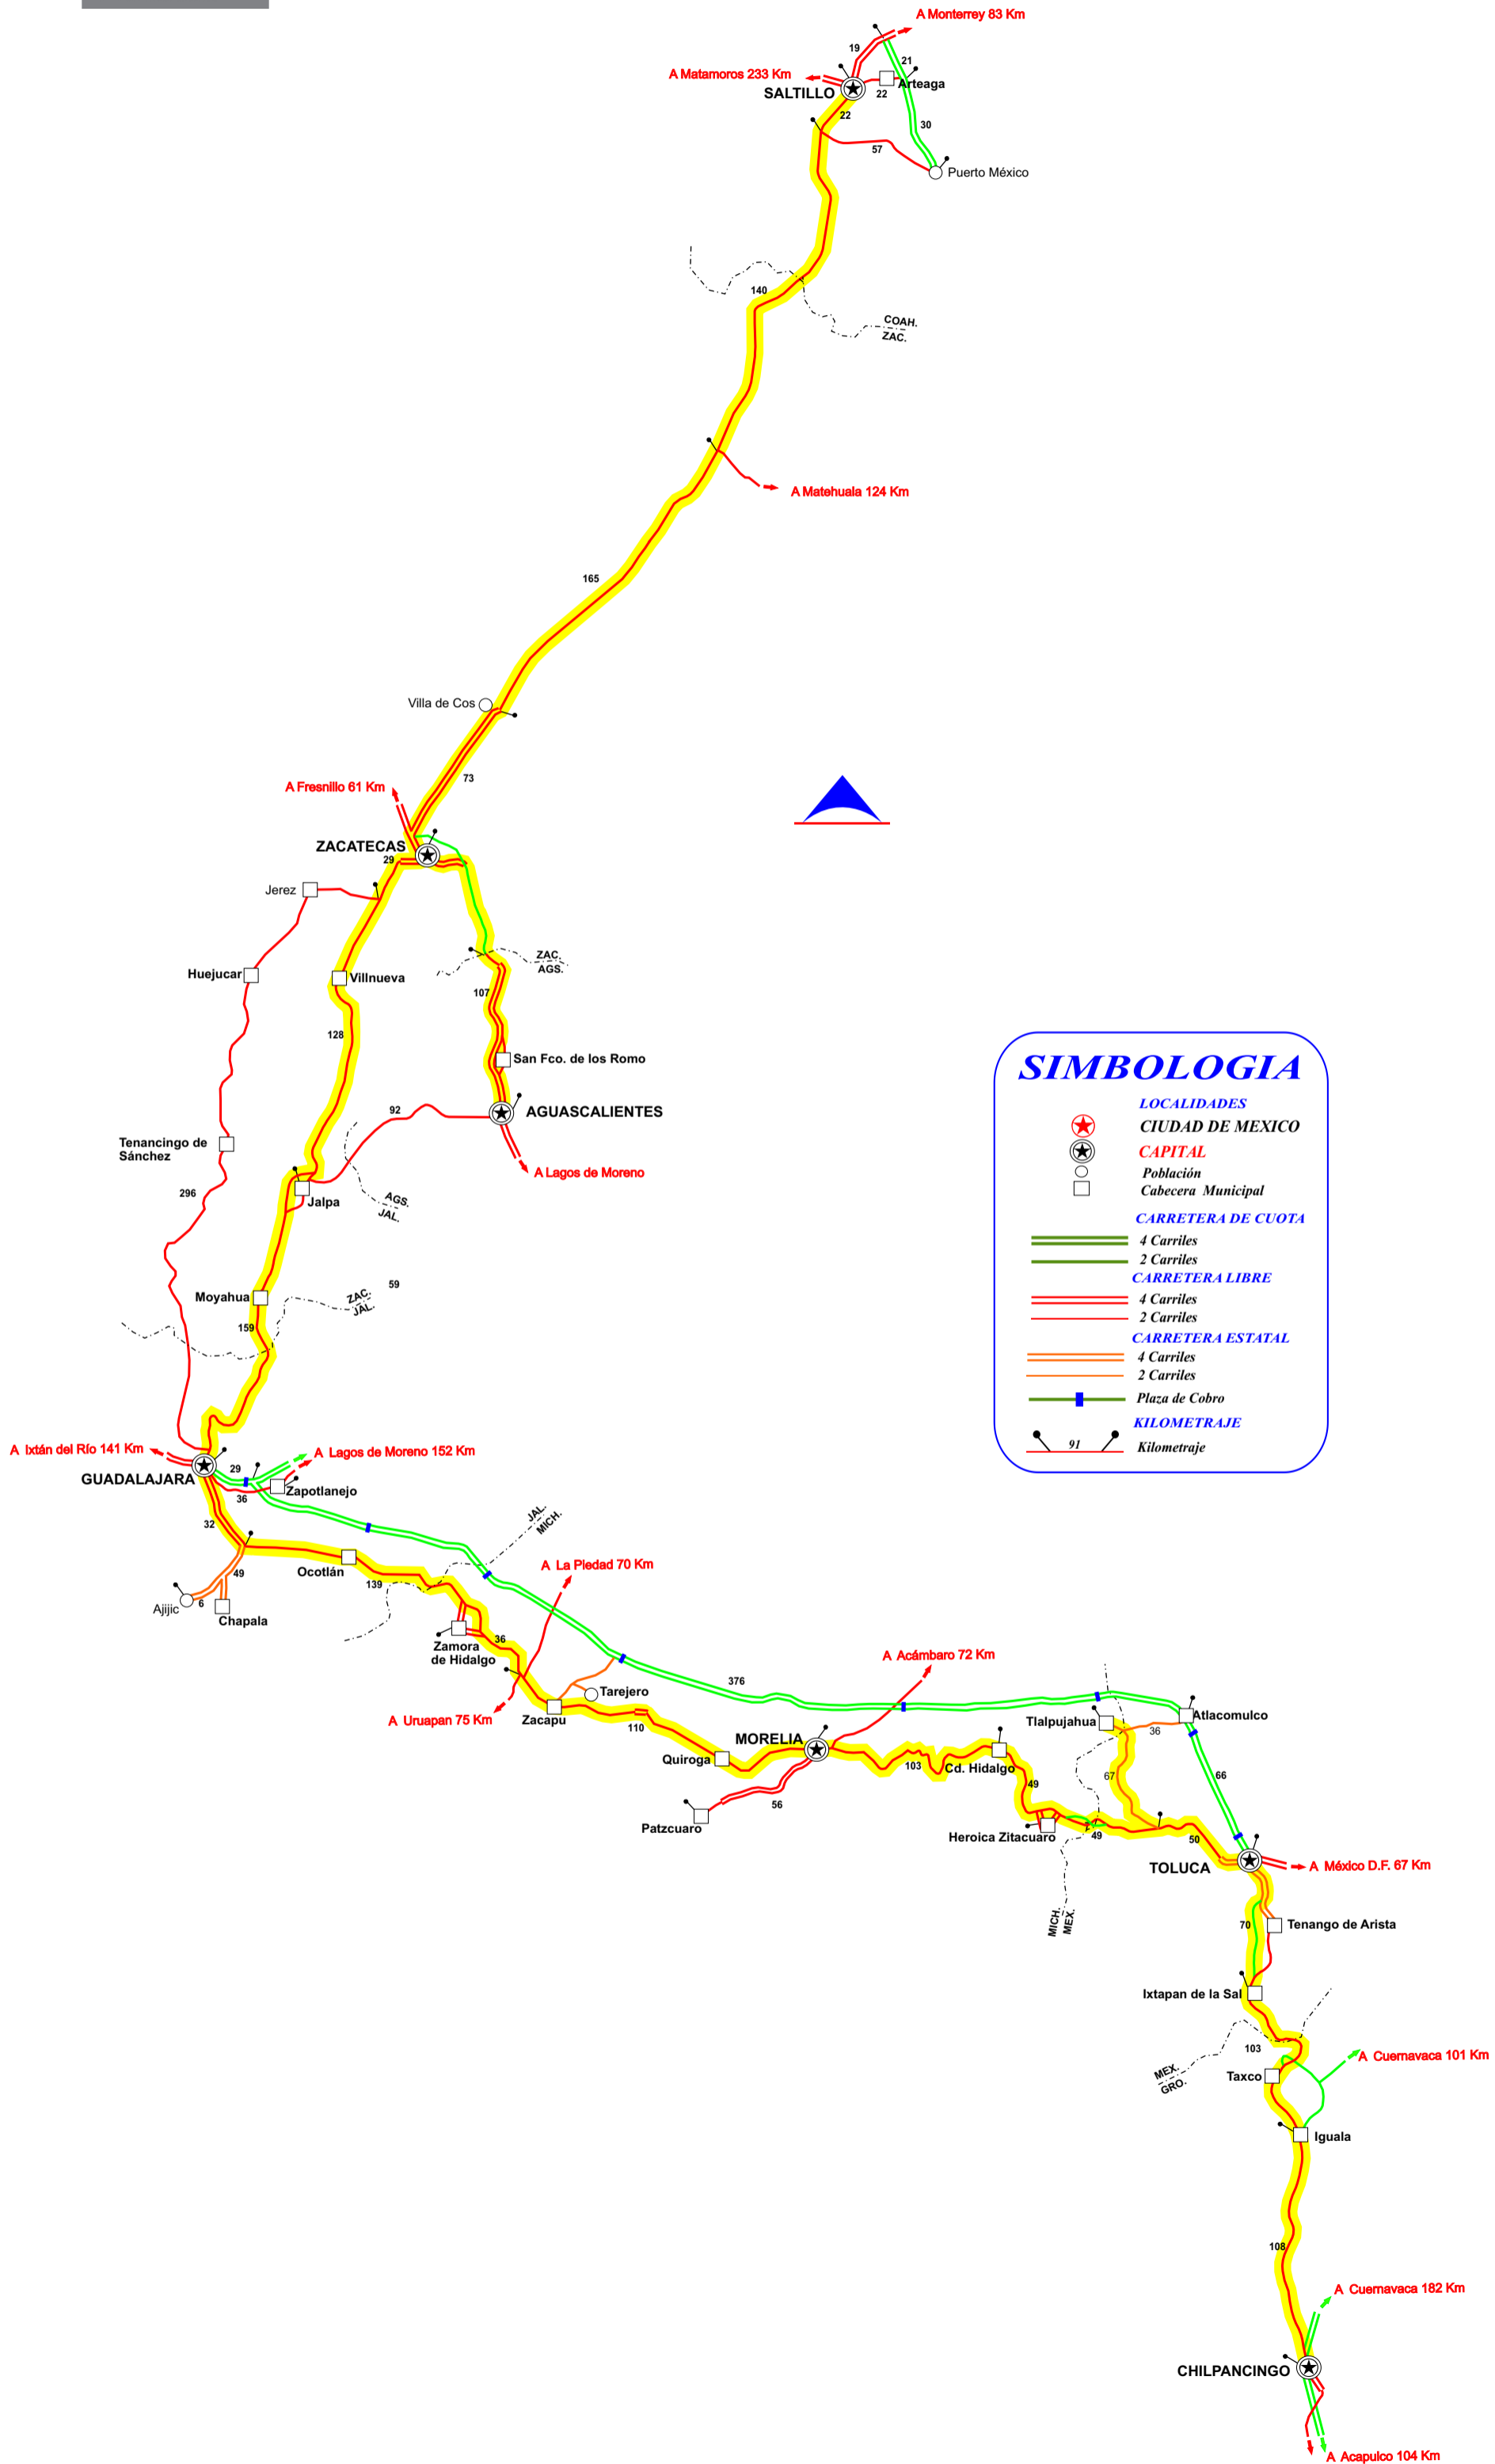 A Monterrey 83 Km
19
21
A Matamoros 233 Km
SALTILLO
22
Arteaga
22
30
57
Puerto México
140
COAH.
ZAC.
A Matehuala 124 Km
165
Villa de Cos
73
A Fresnillo 61 Km
ZACATECAS
29
Jerez
Huejucar
Villnueva
ZAC.
AGS.
107
128
San Fco. de los Romo
92
AGUASCALIENTES
Tenancingo de
Sánchez
A Lagos de Moreno
296
Jalpa
AGS.
JAL.
59
Moyahua
ZAC.
JAL.
159
SIMBOLOGIA
LOCALIDADES
CIUDAD DE MEXICO
CAPITAL
Población
Cabecera Municipal
CARRETERA DE CUOTA
4 Carriles
2 Carriles
CARRETERA LIBRE
4 Carriles
2 Carriles
CARRETERA ESTATAL
4 Carriles
2 Carriles
Plaza de Cobro
KILOMETRAJE
91
Kilometraje
A Ixtán del Río 141 Km
A Lagos de Moreno 152 Km
29
GUADALAJARA
36
Zapotlanejo
32
JAL.
MICH.
Ocotlán
49
139
A La Piedad 70 Km
Ajijic
6
Chapala
Zamora
de Hidalgo
36
376
A Acámbaro 72 Km
Tarejero
A Uruapan 75 Km
Zacapu
110
Quiroga
MORELIA
103
Cd. Hidalgo
Tlalpujahua
36
Atlacomulco
67
66
49
56
Patzcuaro
Heroica Zitacuaro
49
50
TOLUCA
A México D.F. 67 Km
MICH.
MEX.
70
Tenango de Arista
Ixtapan de la Sal
103
A Cuernavaca 101 Km
MEX.
GRO.
Taxco
Iguala
108
A Cuernavaca 182 Km
CHILPANCINGO
A Acapulco 104 Km